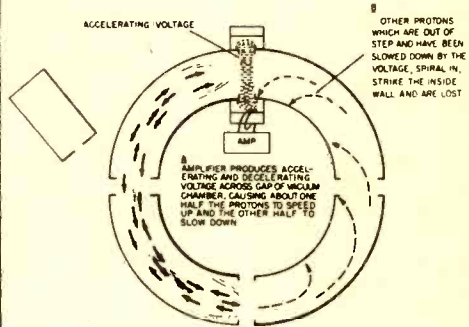 ACCELERATING VOLTAGE
B
OTHER PROTONS
WHICH ARE OUT OF
STEP AND HAVE BEEN
SLOWED DOWN BY THE
VOLTAGE, SPIRAL IN,
STRIKE THE INSIDE
WALL AND ARE LOST
AMP
A
AMPLIFIER PRODUCES ACCEL-
ERATING AND DECELERATING
VOLTAGE ACROSS GAP OF VACUUM
CHAMBER, CAUSING ABOUT ONE
HALF THE PROTONS TO SPEED
UP AND THE OTHER HALF TO
SLOW DOWN